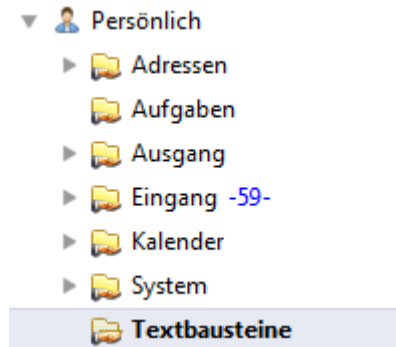 Persönlich
Adressen
Aufgaben
Ausgang
Eingang -59-
Kalender
System
Textbausteine